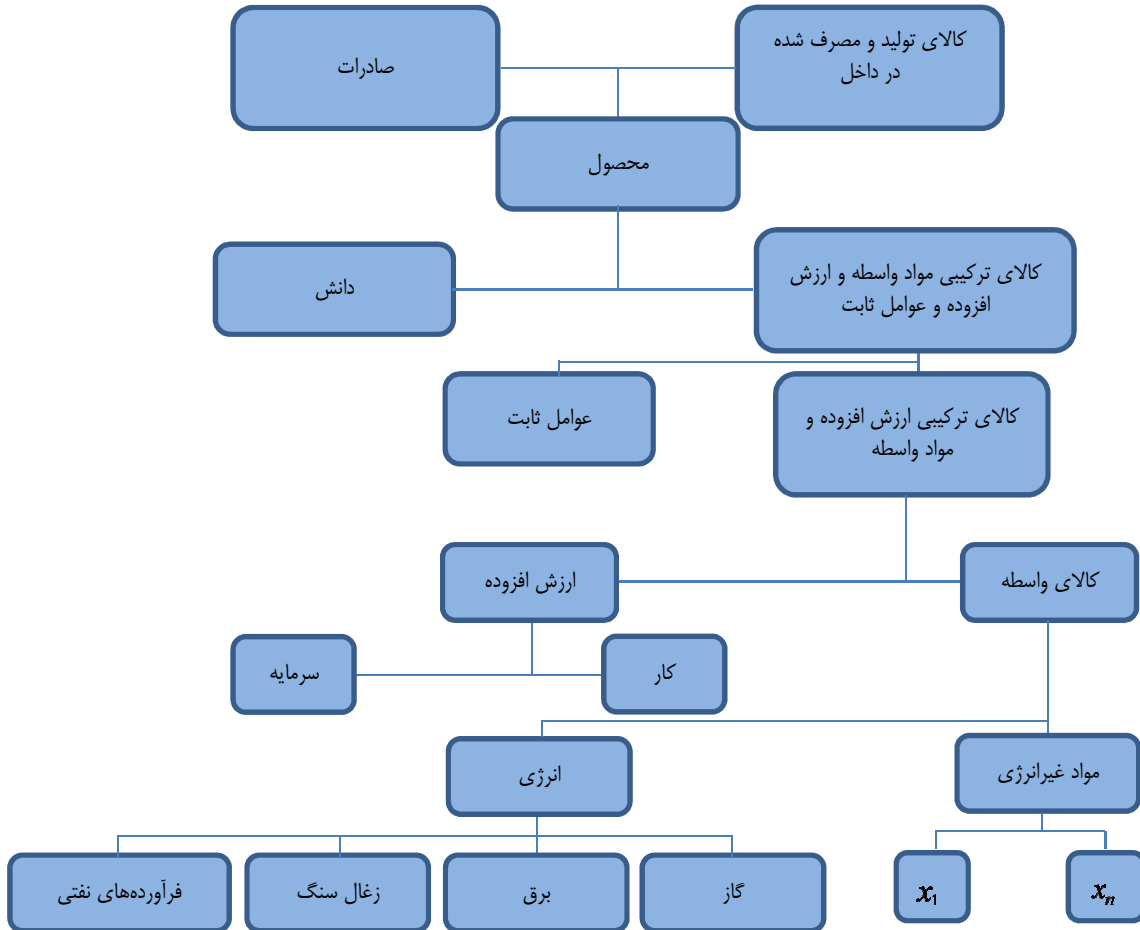 کالای تولید و مصرف شده
در داخل
صادرات
محصول
کالای ترکیبی مواد واسطه و ارزش
افزوده و عوامل ثابت
دانش
کالای ترکیبی ارزش افزوده و
مواد واسطه
عوامل ثابت
کالای واسطه
ارزش افزوده
کار
سرمایه
مواد غیرانرژی
انرژی
xn
x1
گاز
برق
زغال سنگ
فرآورده‌های نفتی